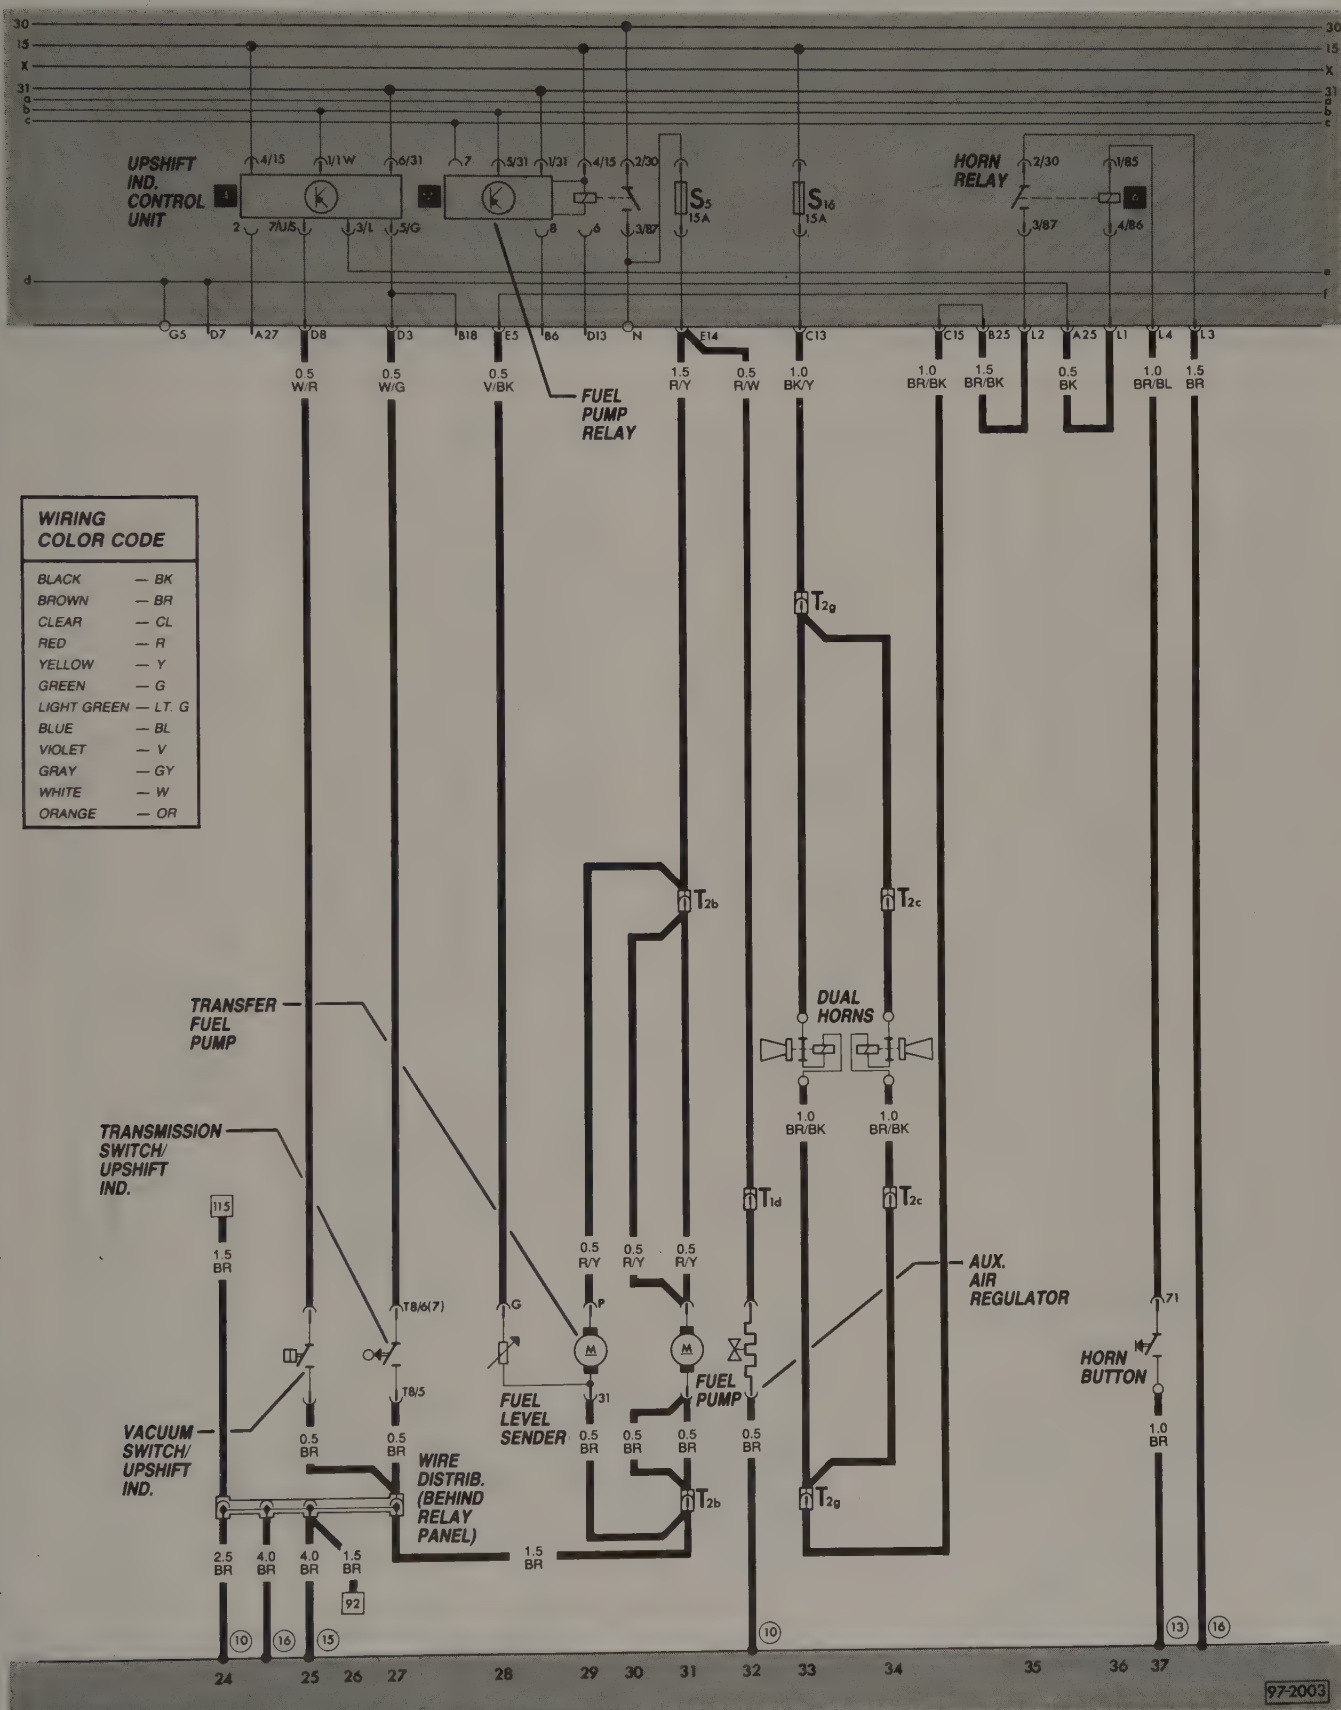 30 30
15 15
X X
31 31
a a
b b
c c
UPSHIFT
IND.
CONTROL
UNIT
4/15 1/1W 6/31 7 5/31 1/31 4/15 2/30
HORN
RELAY
2/30 1/85
S5
15A
S16
15A
2 7/U/S 3/L 5/G 8 6 3/87 3/87 4/86
d e
f
G5 D7 A27 D8 D3 B18 E5 B6 D13 N E14 C13 C15 B25 L2 A25 L1 L4 L3
0.5
W/R
0.5
W/G
0.5
V/BK
1.5
R/Y
0.5
R/W
1.0
BK/Y
1.0
BR/BK
1.5
BR/BK
0.5
BK
1.0
BR/BL
1.5
BR
FUEL
PUMP
RELAY
WIRING
COLOR CODE
BLACK — BK
BROWN — BR
CLEAR — CL
RED — R
YELLOW — Y
GREEN — G
LIGHT GREEN — LT. G
BLUE — BL
VIOLET — V
GRAY — GY
WHITE — W
ORANGE — OR
T2g
T2b
T2c
TRANSFER
FUEL
PUMP
DUAL
HORNS
TRANSMISSION
SWITCH/
UPSHIFT
IND.
1.0
BR/BK
1.0
BR/BK
115
T1d
T2c
1.5
BR
0.5
R/Y
0.5
R/Y
0.5
R/Y
AUX.
AIR
REGULATOR
T8/6(7) G P 71
M M
HORN
BUTTON
T8/5
FUEL
PUMP
31
FUEL
LEVEL
SENDER
VACUUM
SWITCH/
UPSHIFT
IND.
0.5
BR
0.5
BR
0.5
BR
0.5
BR
0.5
BR
0.5
BR
1.0
BR
WIRE
DISTRIB.
(BEHIND
RELAY
PANEL)
T2b
T2g
2.5
BR
4.0
BR
4.0
BR
1.5
BR
1.5
BR
92
10 16 15 10 13 16
24 25 26 27 28 29 30 31 32 33 34 35 36 37
97-2003